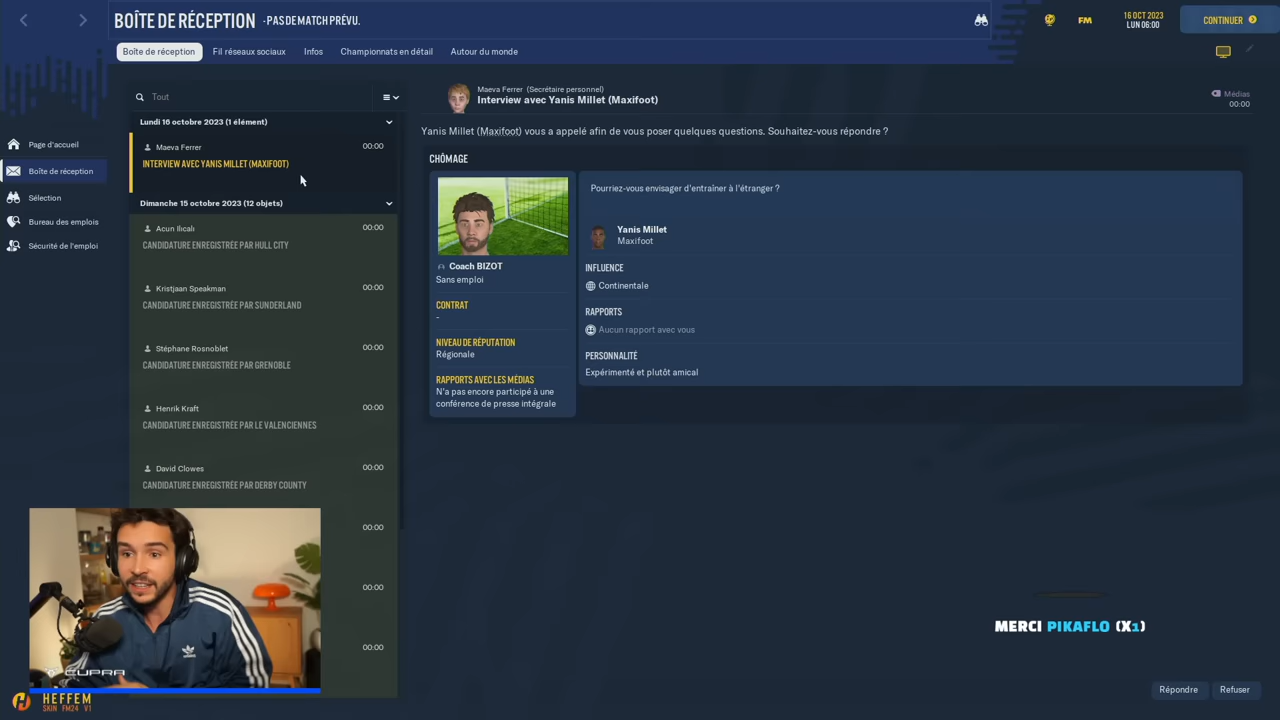 BOÎTE DE RÉCEPTION - PAS DE MATCH PRÉVU.
FM
16 OCT 2023
LUN 06:00
CONTINUER
Boîte de réception
Fil réseaux sociaux
Infos
Championnats en détail
Autour du monde
Page d'accueil
Boîte de réception
Sélection
Bureau des emplois
Sécurité de l'emploi
Tout
Lundi 16 octobre 2023 (1 élément)
Maeva Ferrer 00:00
INTERVIEW AVEC YANIS MILLET (MAXIFOOT)
Dimanche 15 octobre 2023 (12 objets)
Acun Ilıcalı 00:00
CANDIDATURE ENREGISTRÉE PAR HULL CITY
Kristjaan Speakman 00:00
CANDIDATURE ENREGISTRÉE PAR SUNDERLAND
Stéphane Rosnoblet 00:00
CANDIDATURE ENREGISTRÉE PAR GRENOBLE
Henrik Kraft 00:00
CANDIDATURE ENREGISTRÉE PAR LE VALENCIENNES
David Clowes 00:00
CANDIDATURE ENREGISTRÉE PAR DERBY COUNTY
00:00
00:00
00:00
Maeva Ferrer (Secrétaire personnel)
Interview avec Yanis Millet (Maxifoot)
Médias
00:00
Yanis Millet (Maxifoot) vous a appelé afin de vous poser quelques questions. Souhaitez-vous répondre ?
CHÔMAGE
Coach BIZOT
Sans emploi
CONTRAT
-
NIVEAU DE RÉPUTATION
Régionale
RAPPORTS AVEC LES MÉDIAS
N'a pas encore participé à une
conférence de presse intégrale
Pourriez-vous envisager d'entraîner à l'étranger ?
Yanis Millet
Maxifoot
INFLUENCE
Continentale
RAPPORTS
Aucun rapport avec vous
PERSONNALITÉ
Expérimenté et plutôt amical
MERCI PIKAFLO (X1)
Répondre
Refuser
CUPRA
HEFFEM
SKIN FM24 V1